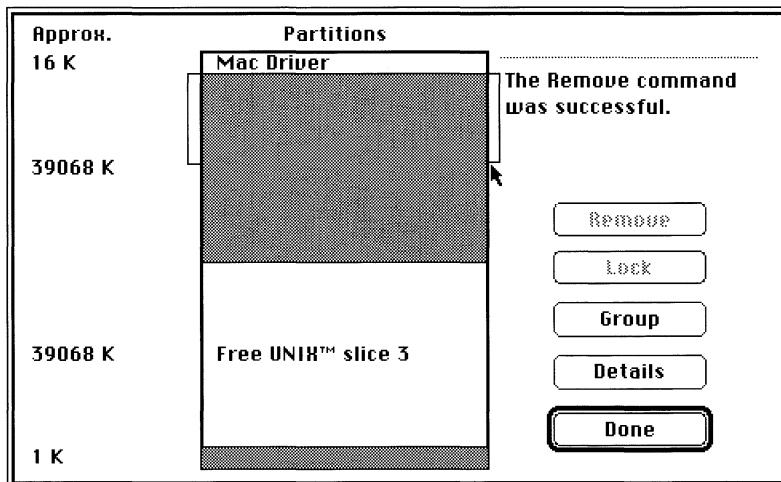 Approx.
Partitions
16 K
Mac Driver
The Remove command
was successful.
39068 K
Remove
Lock
Group
39068 K
Free UNIX™ slice 3
Details
Done
1 K